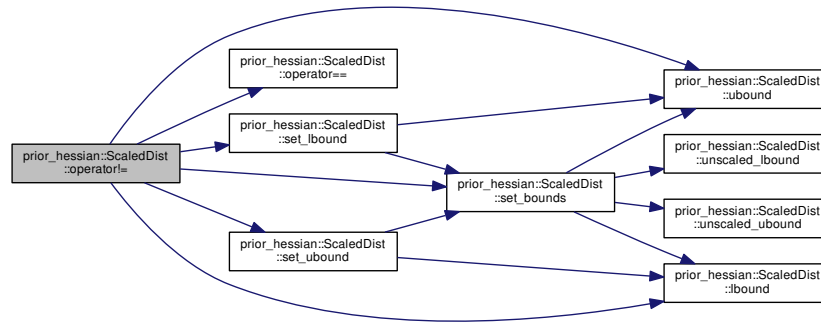 prior_hessian::ScaledDist
::operator!=
prior_hessian::ScaledDist
::operator==
prior_hessian::ScaledDist
::set_lbound
prior_hessian::ScaledDist
::set_ubound
prior_hessian::ScaledDist
::set_bounds
prior_hessian::ScaledDist
::ubound
prior_hessian::ScaledDist
::unscaled_lbound
prior_hessian::ScaledDist
::unscaled_ubound
prior_hessian::ScaledDist
::lbound